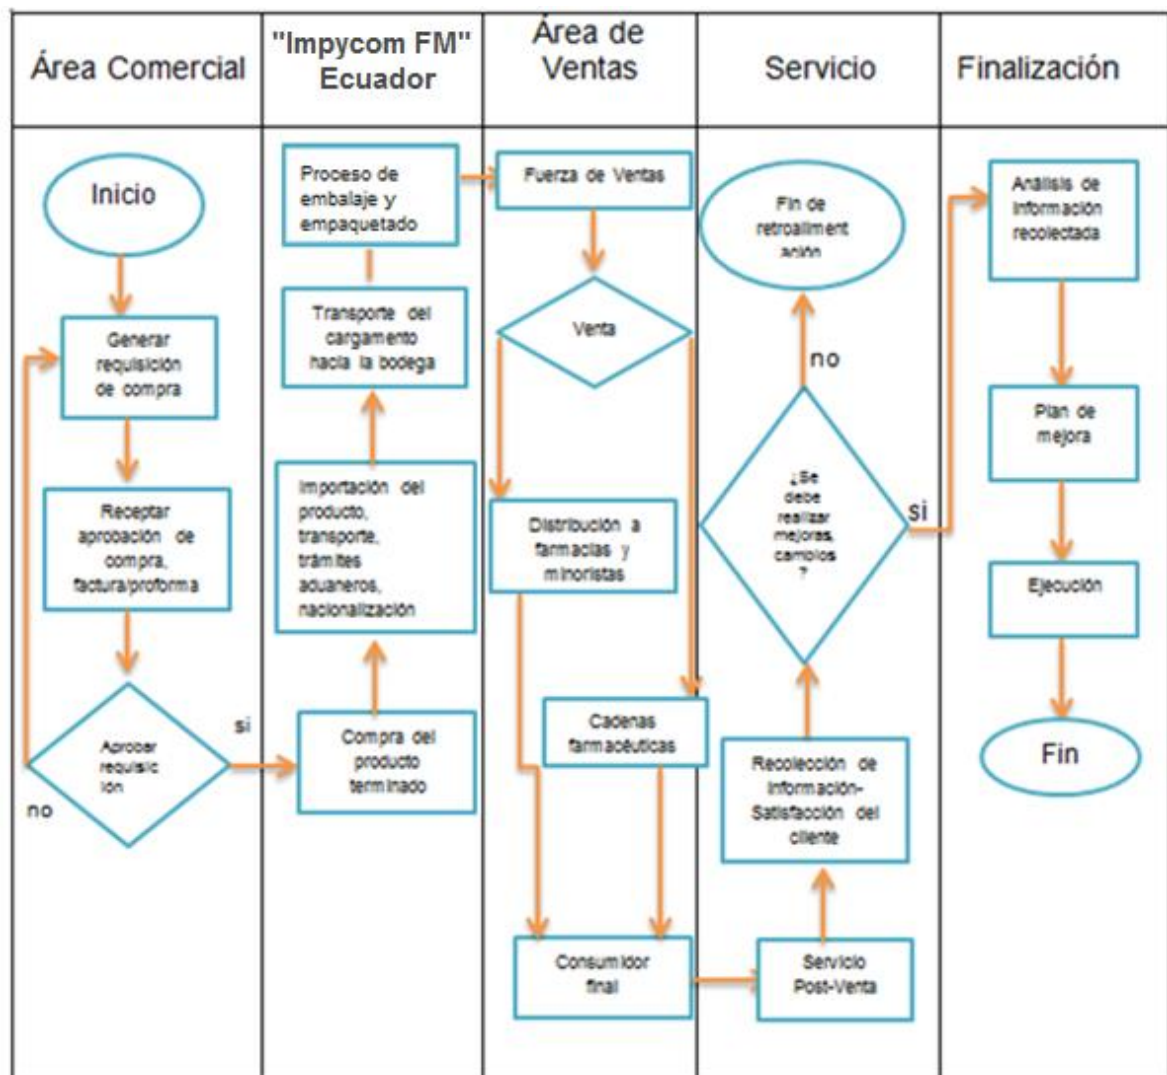 Área Comercial
"Impycom FM"
Ecuador
Área de
Ventas
Servicio
Finalización
Inicio
Generar
requisición
de compra
Receptar
aprobación de
compra,
factura/proforma
Aprobar
requisic
ión
no
si
Proceso de
embalaje y
empaquetado
Transporte del
cargamento
hacia la bodega
Importación del
producto,
transporte,
trámites
aduaneros,
nacionalización
Compra del
producto
terminado
Fuerza de Ventas
Venta
Distribución a
farmacias y
minoristas
Cadenas
farmacéuticas
Consumidor
final
Fin de
retroaliment
ación
no
¿Se
debe
realizar
mejoras,
cambios
?
si
Recolección de
Información-
Satisfacción del
cliente
Servicio
Post-Venta
Análisis de
Información
recolectada
Plan de
mejora
Ejecución
Fin